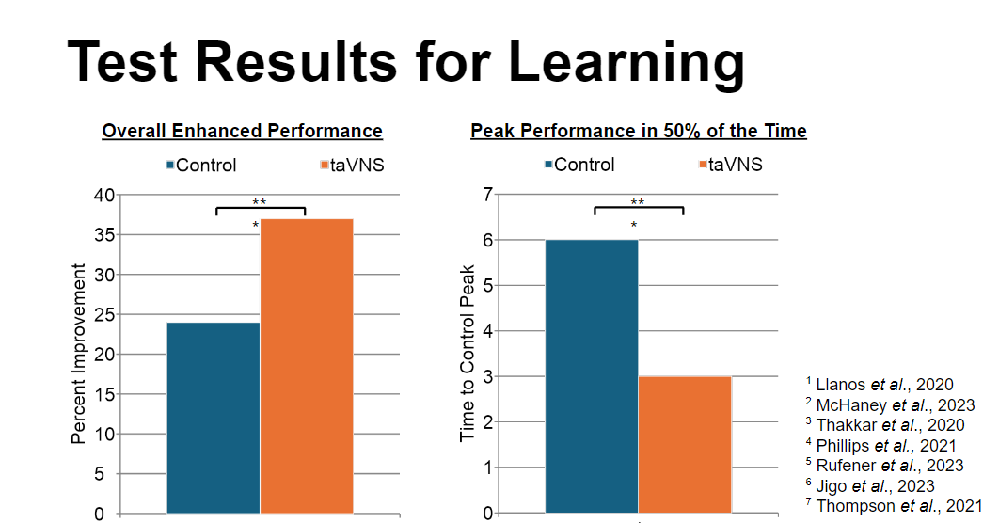 Test Results for Learning
Overall Enhanced Performance
Control
taVNS
40
35
30
25
20
15
10
5
0
Percent Improvement
**
*
Peak Performance in 50% of the Time
Control
taVNS
7
6
5
4
3
2
1
0
Time to Control Peak
**
*
1 Llanos et al., 2020
2 McHaney et al., 2023
3 Thakkar et al., 2020
4 Phillips et al., 2021
5 Rufener et al., 2023
6 Jigo et al., 2023
7 Thompson et al., 2021